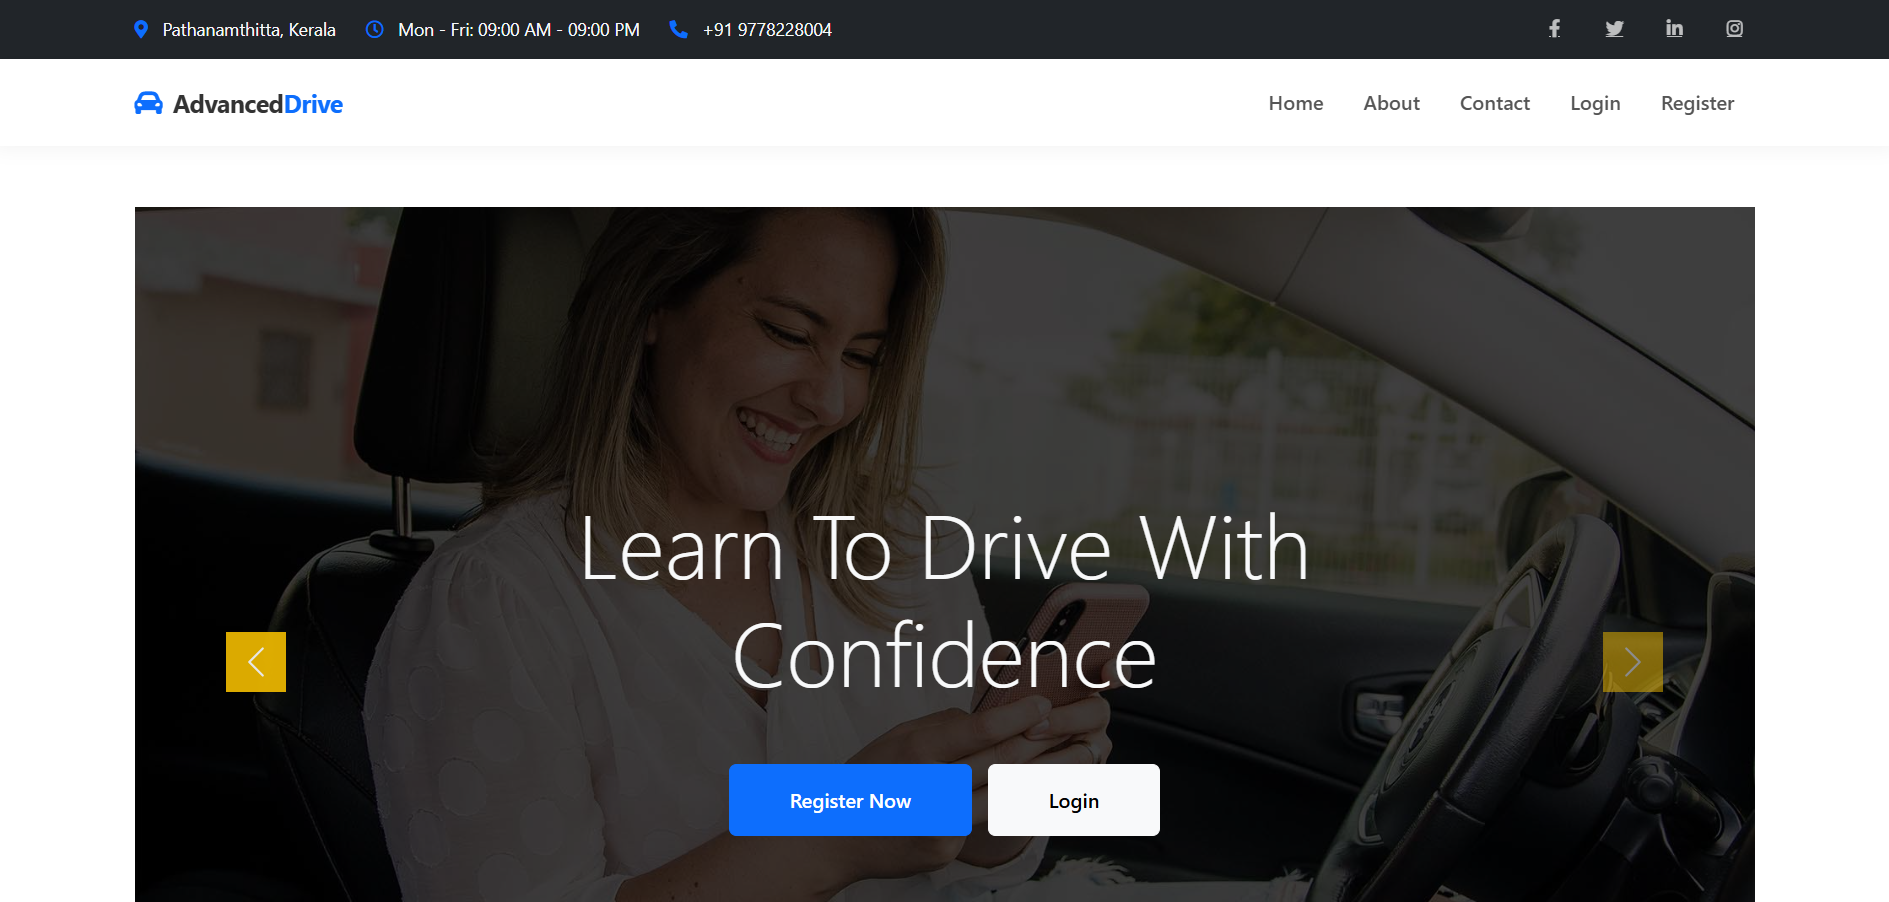 Pathanamthitta, Kerala Mon - Fri: 09:00 AM - 09:00 PM +91 9778228004
AdvancedDrive Home About Contact Login Register
Learn To Drive With
Confidence
Register Now Login